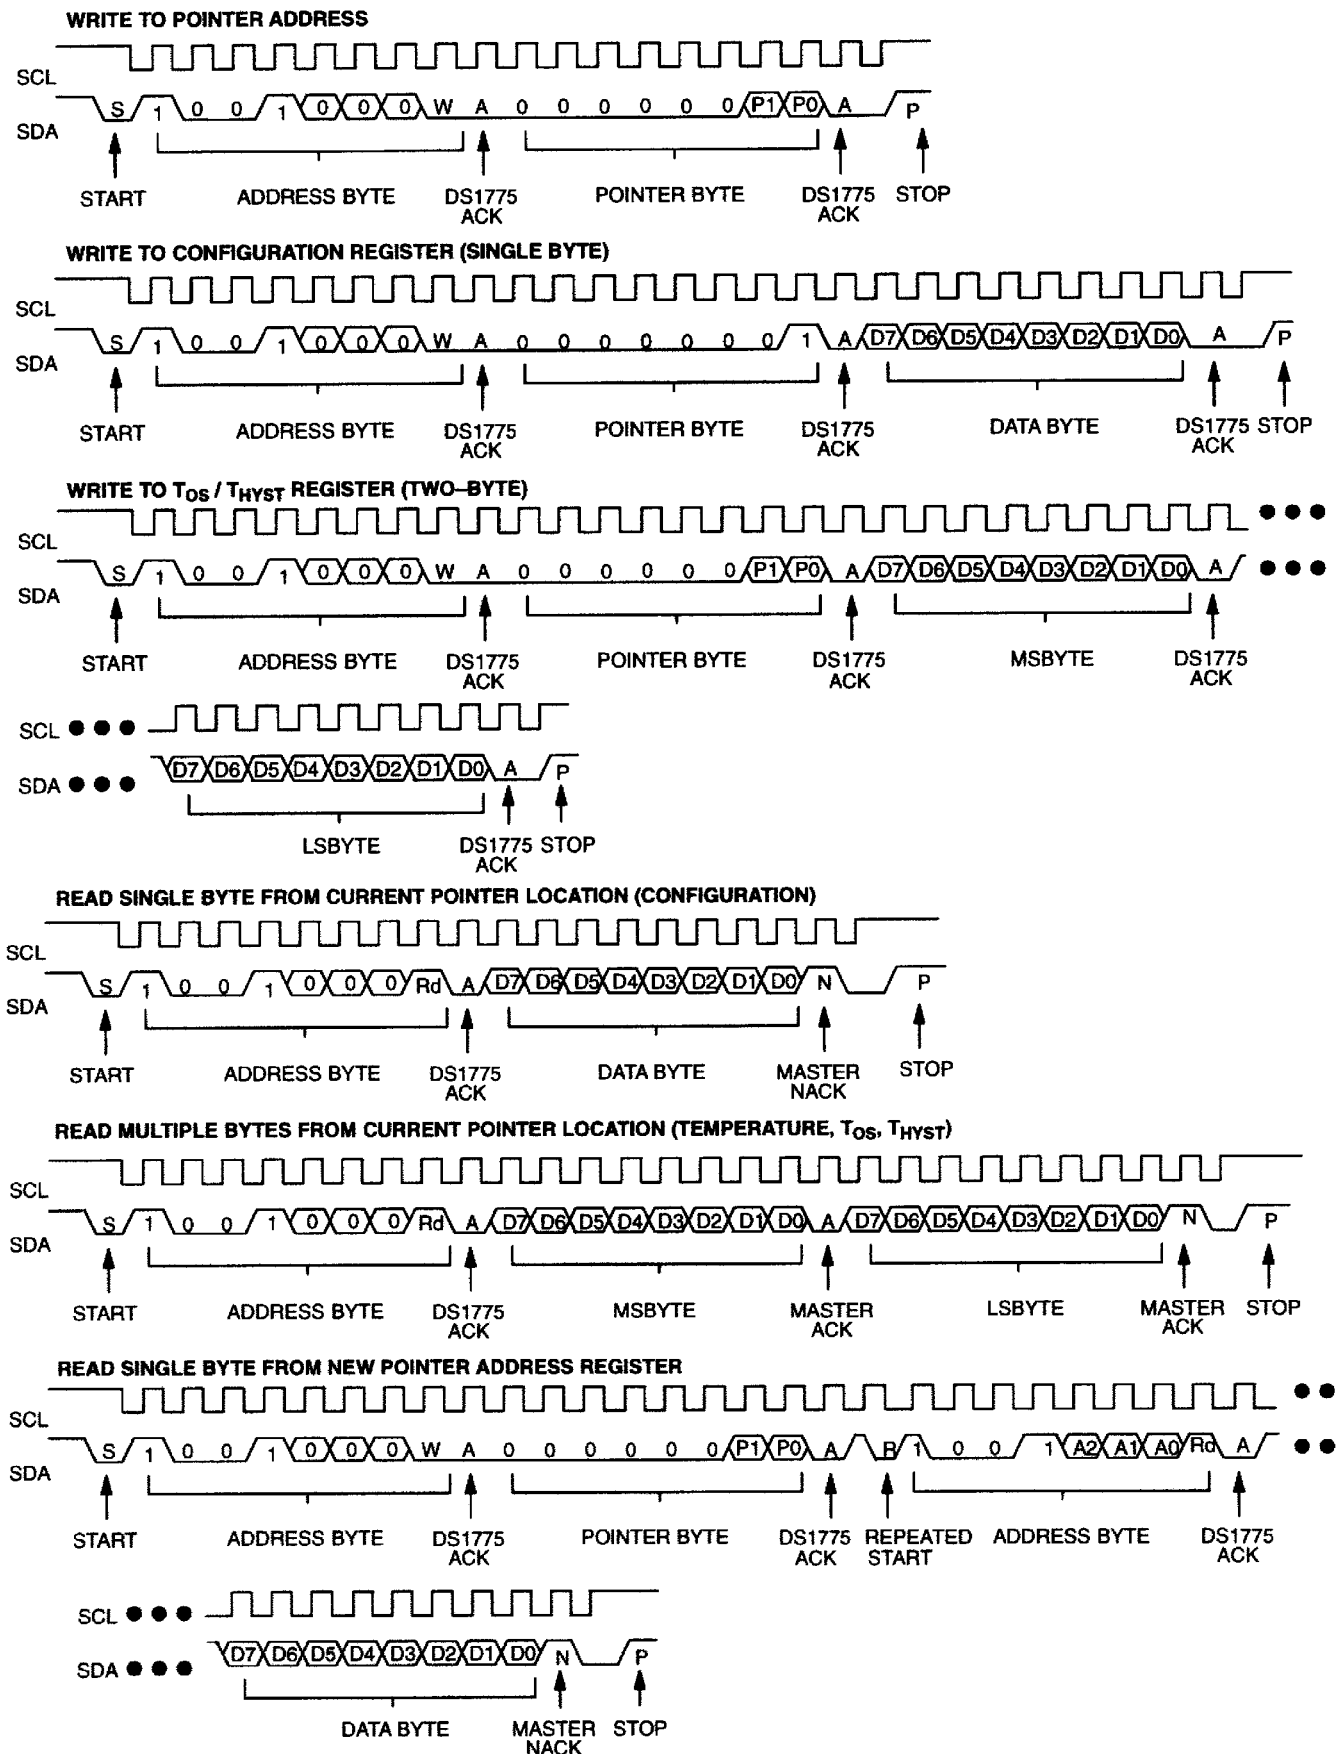 WRITE TO POINTER ADDRESS
SCL
SDA S 1 0 0 1 0 0 0 W A 0 0 0 0 0 0 P1 P0 A P
START ADDRESS BYTE DS1775 ACK POINTER BYTE DS1775 ACK STOP
WRITE TO CONFIGURATION REGISTER (SINGLE BYTE)
SCL
SDA S 1 0 0 1 0 0 0 W A 0 0 0 0 0 0 0 1 A D7 D6 D5 D4 D3 D2 D1 D0 A P
START ADDRESS BYTE DS1775 ACK POINTER BYTE DS1775 ACK DATA BYTE DS1775 ACK STOP
WRITE TO TOS / THYST REGISTER (TWO–BYTE)
SCL
SDA S 1 0 0 1 0 0 0 W A 0 0 0 0 0 0 P1 P0 A D7 D6 D5 D4 D3 D2 D1 D0 A
START ADDRESS BYTE DS1775 ACK POINTER BYTE DS1775 ACK MSBYTE DS1775 ACK
SCL
SDA D7 D6 D5 D4 D3 D2 D1 D0 A P
LSBYTE DS1775 ACK STOP
READ SINGLE BYTE FROM CURRENT POINTER LOCATION (CONFIGURATION)
SCL
SDA S 1 0 0 1 0 0 0 Rd A D7 D6 D5 D4 D3 D2 D1 D0 N P
START ADDRESS BYTE DS1775 ACK DATA BYTE MASTER NACK STOP
READ MULTIPLE BYTES FROM CURRENT POINTER LOCATION (TEMPERATURE, TOS, THYST)
SCL
SDA S 1 0 0 1 0 0 0 Rd A D7 D6 D5 D4 D3 D2 D1 D0 A D7 D6 D5 D4 D3 D2 D1 D0 N P
START ADDRESS BYTE DS1775 ACK MSBYTE MASTER ACK LSBYTE MASTER ACK STOP
READ SINGLE BYTE FROM NEW POINTER ADDRESS REGISTER
SCL
SDA S 1 0 0 1 0 0 0 W A 0 0 0 0 0 0 P1 P0 A R 1 0 0 1 A2 A1 A0 Rd A
START ADDRESS BYTE DS1775 ACK POINTER BYTE DS1775 ACK REPEATED START ADDRESS BYTE DS1775 ACK
SCL
SDA D7 D6 D5 D4 D3 D2 D1 D0 N P
DATA BYTE MASTER NACK STOP